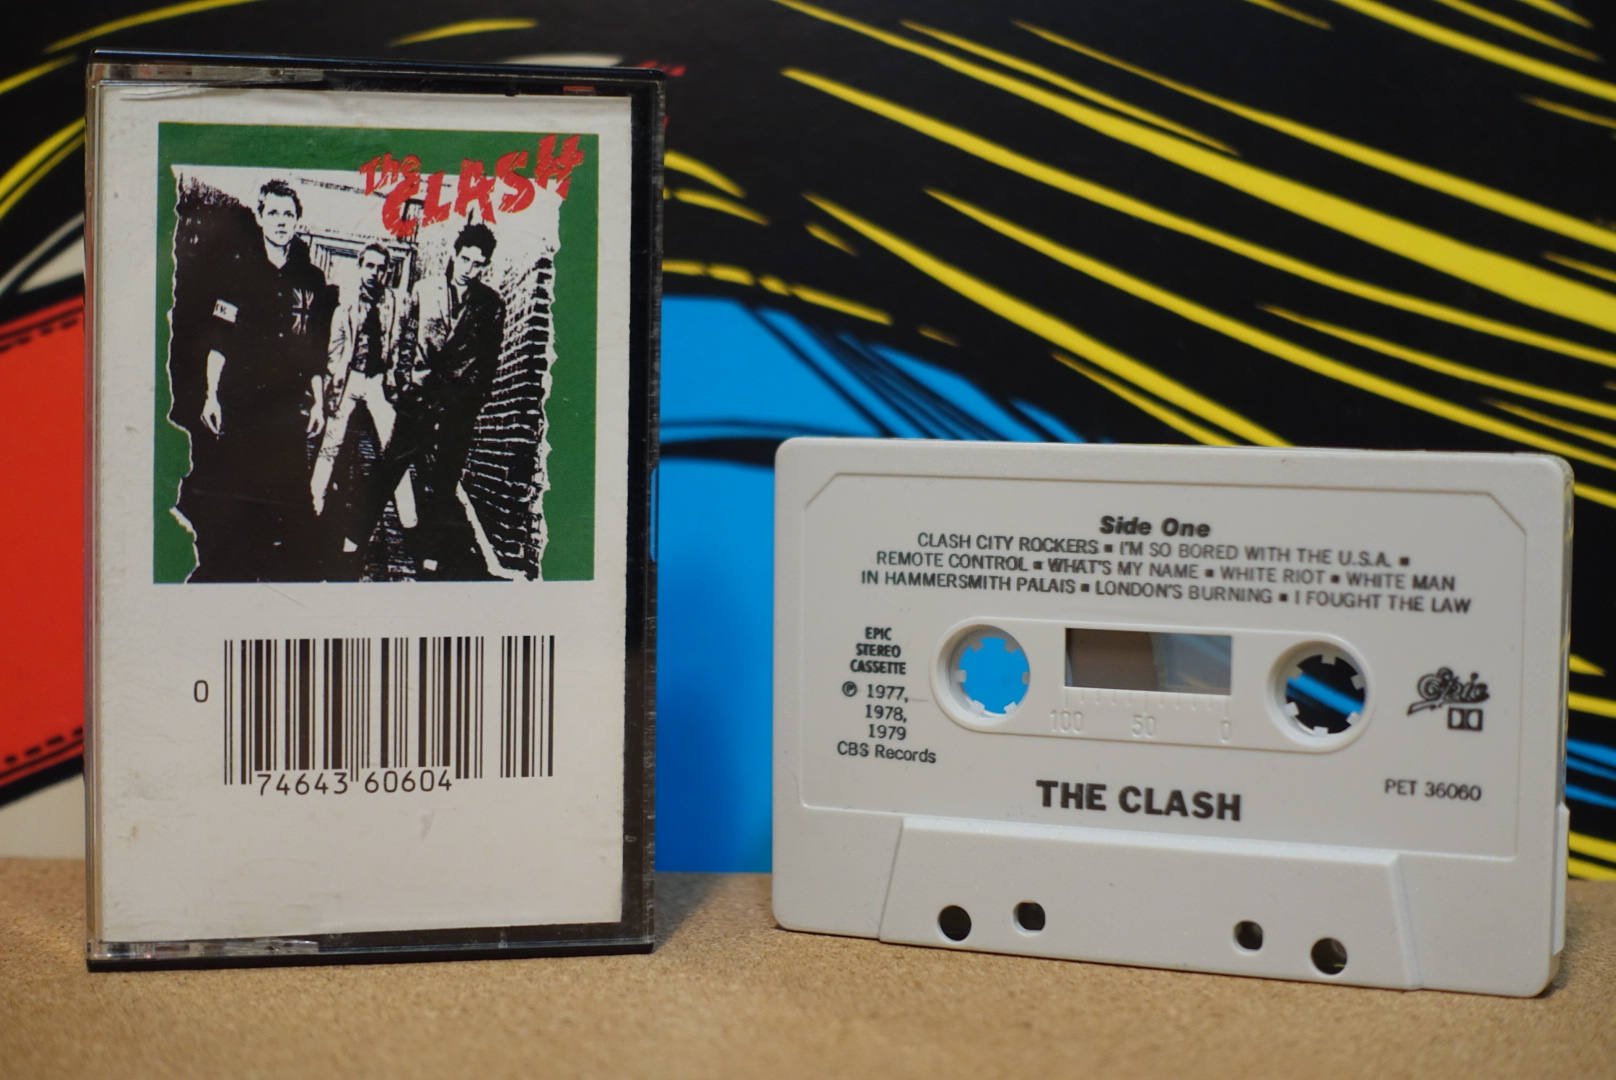 The CLASH
0 74643 60604
Side One
CLASH CITY ROCKERS ▪ I'M SO BORED WITH THE U.S.A. ▪
REMOTE CONTROL ▪ WHAT'S MY NAME ▪ WHITE RIOT ▪ WHITE MAN
IN HAMMERSMITH PALAIS ▪ LONDON'S BURNING ▪ I FOUGHT THE LAW
EPIC
STEREO
CASSETTE
℗ 1977,
1978,
1979
CBS Records
100 50 0
Epic
THE CLASH
PET 36060